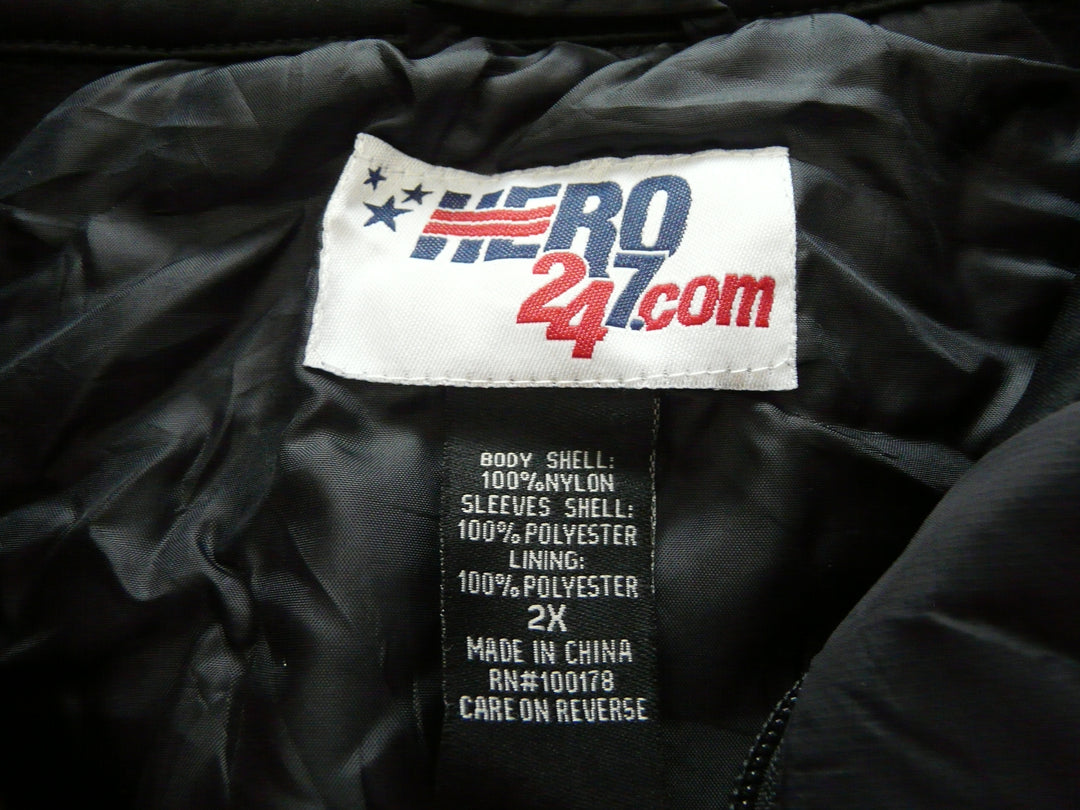 HERO
247.com
BODY SHELL:
100%NYLON
SLEEVES SHELL:
100%POLYESTER
LINING:
100%POLYESTER
2X
MADE IN CHINA
RN#100178
CARE ON REVERSE